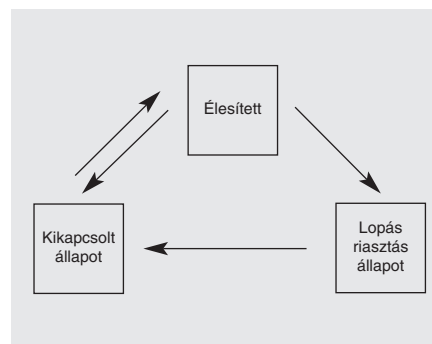 Élesített
Kikapcsolt
állapot
Lopás
riasztás
állapot